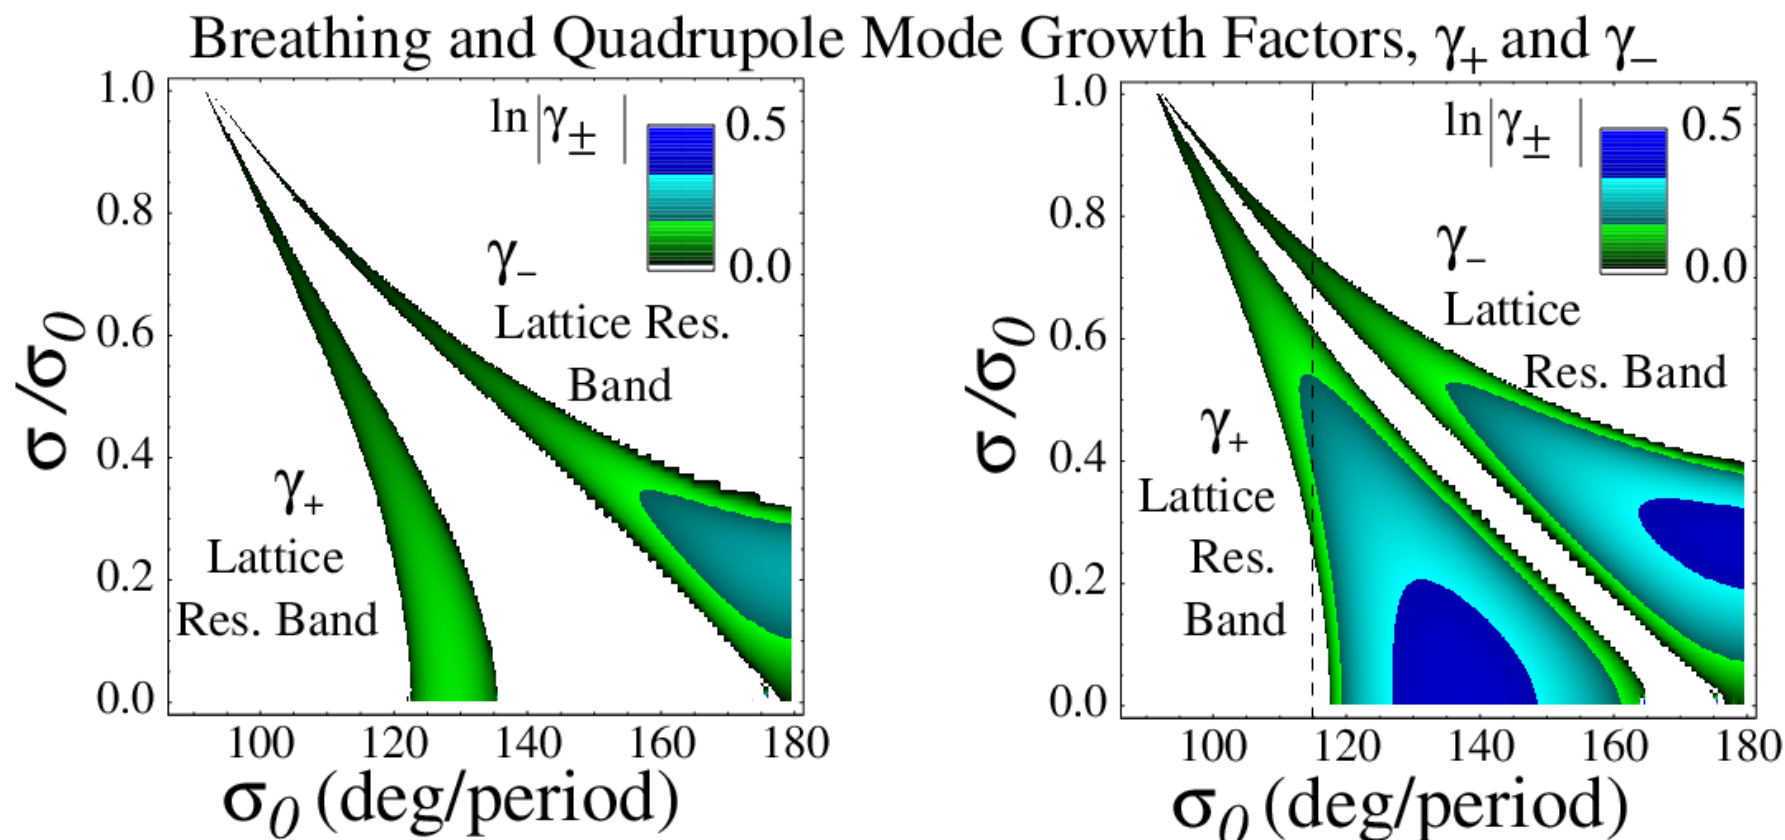 Breathing and Quadrupole Mode Growth Factors, γ₊ and γ₋
1.0
0.8
0.6
0.4
0.2
0.0
σ/σ₀
ln|γ±|
0.5
0.0
γ₋
Lattice Res.
Band
γ₊
Lattice
Res. Band
100
120
140
160
180
σ₀ (deg/period)
1.0
0.8
0.6
0.4
0.2
0.0
σ/σ₀
ln|γ±|
0.5
0.0
γ₋
Lattice
Res. Band
γ₊
Lattice
Res.
Band
100
120
140
160
180
σ₀ (deg/period)